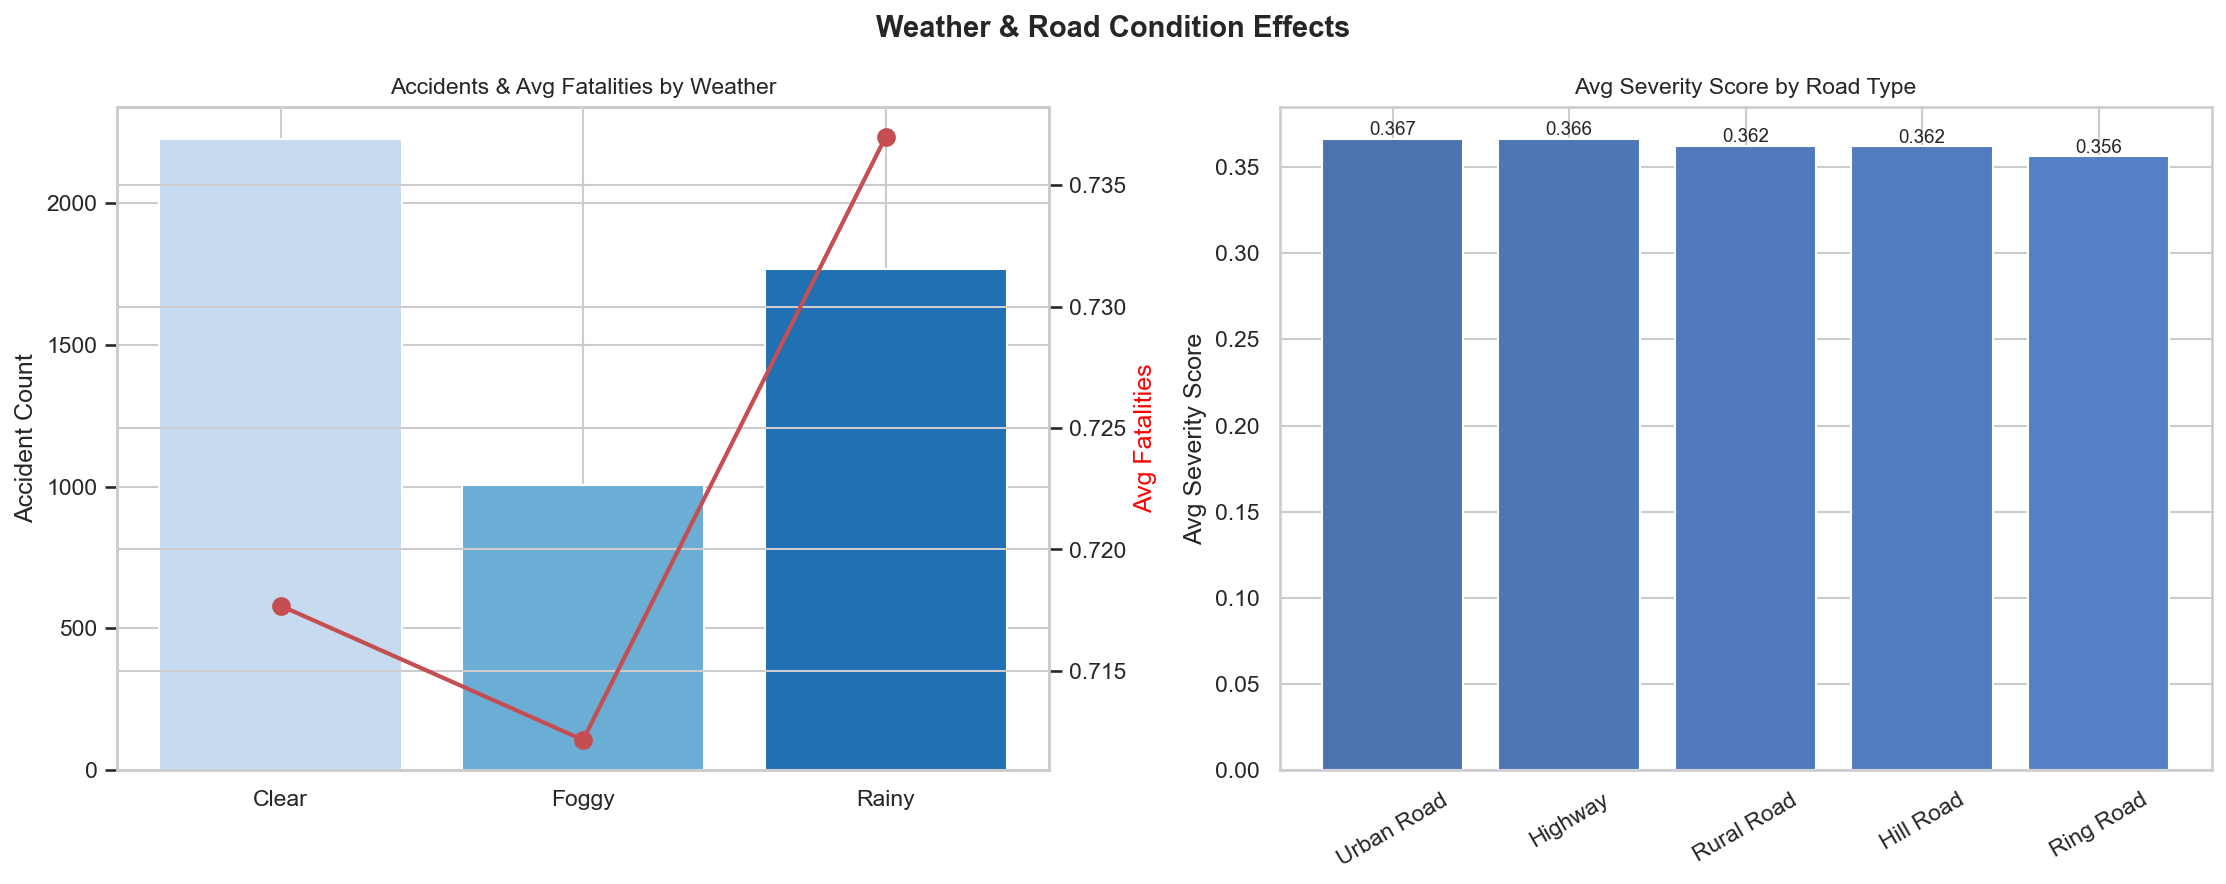 Weather & Road Condition Effects
Accidents & Avg Fatalities by Weather
Accident Count
2000
1500
1000
500
0
Clear
Foggy
Rainy
0.735
0.730
0.725
0.720
0.715
Avg Fatalities
Avg Severity Score by Road Type
Avg Severity Score
0.35
0.30
0.25
0.20
0.15
0.10
0.05
0.00
0.367
0.366
0.362
0.362
0.356
Urban Road
Highway
Rural Road
Hill Road
Ring Road